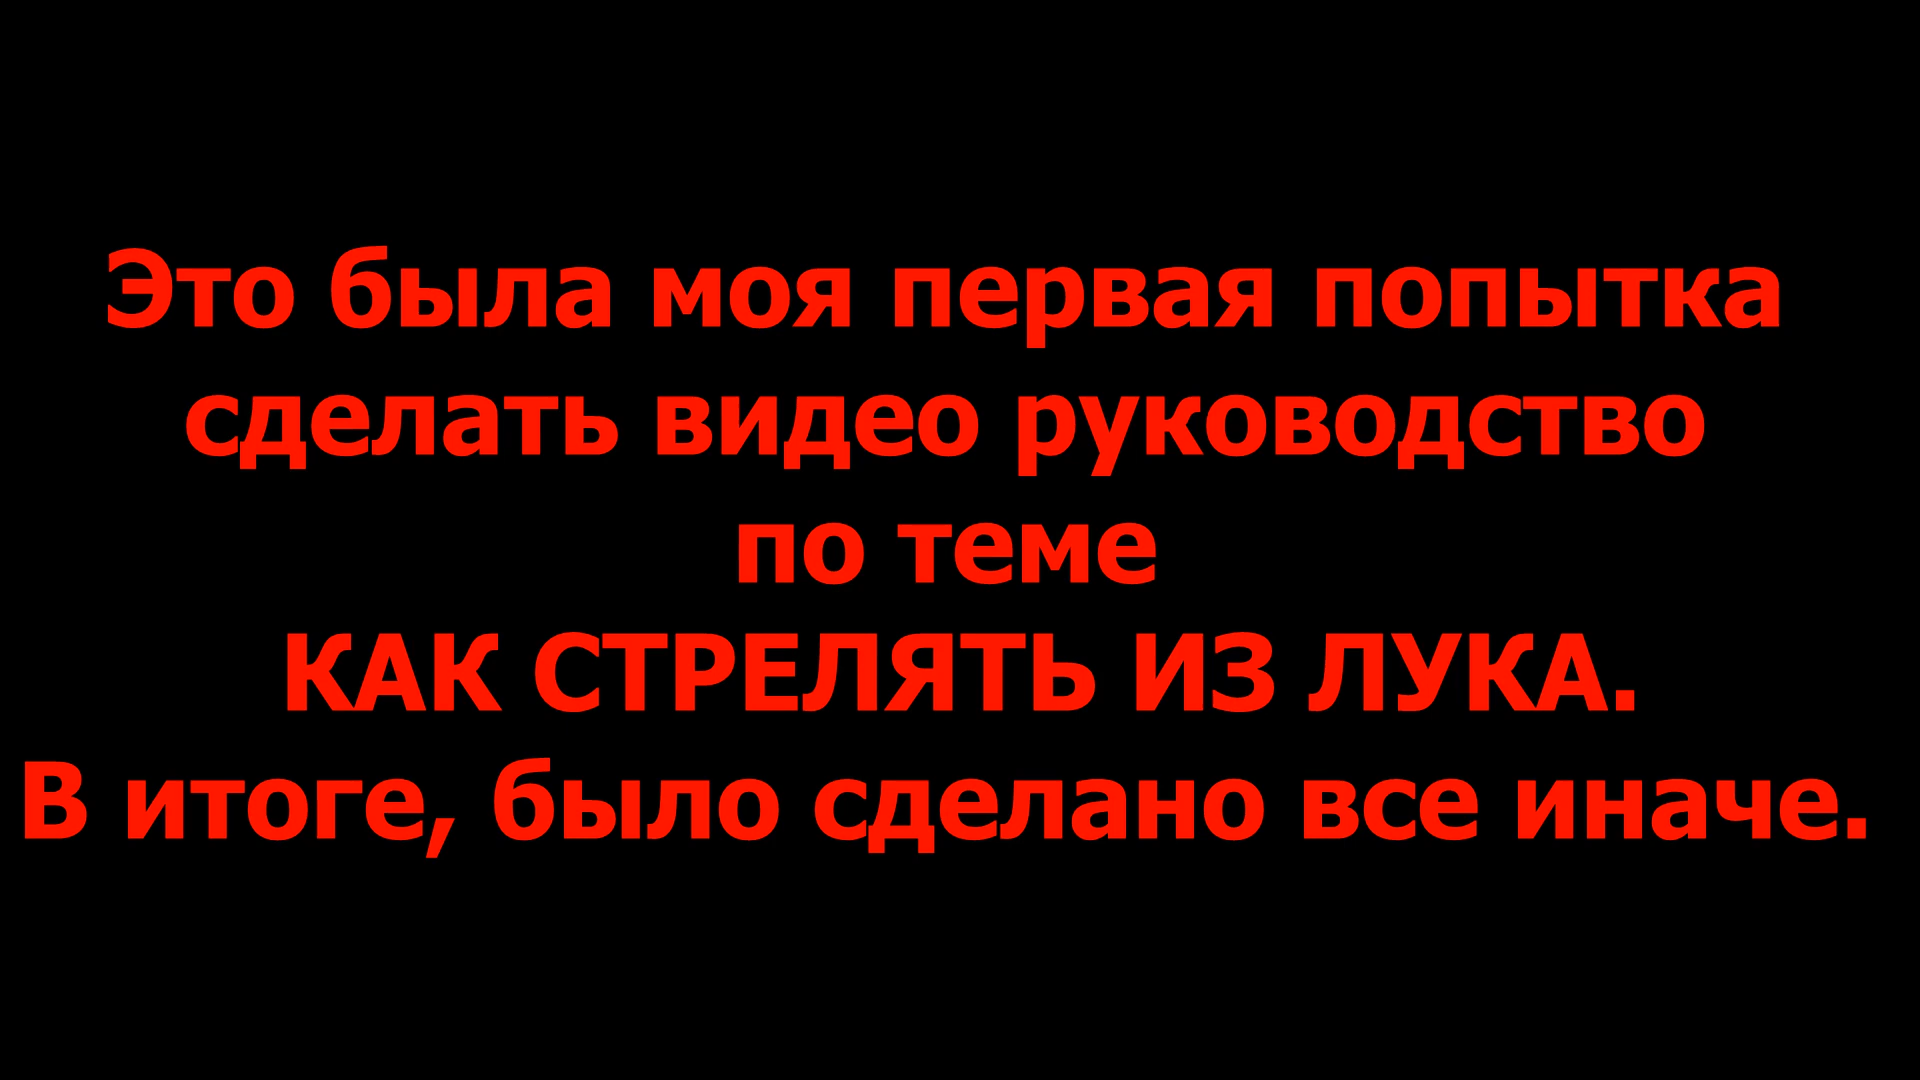 Это была моя первая попытка
сделать видео руководство
по теме
КАК СТРЕЛЯТЬ ИЗ ЛУКА.
В итоге, было сделано все иначе.